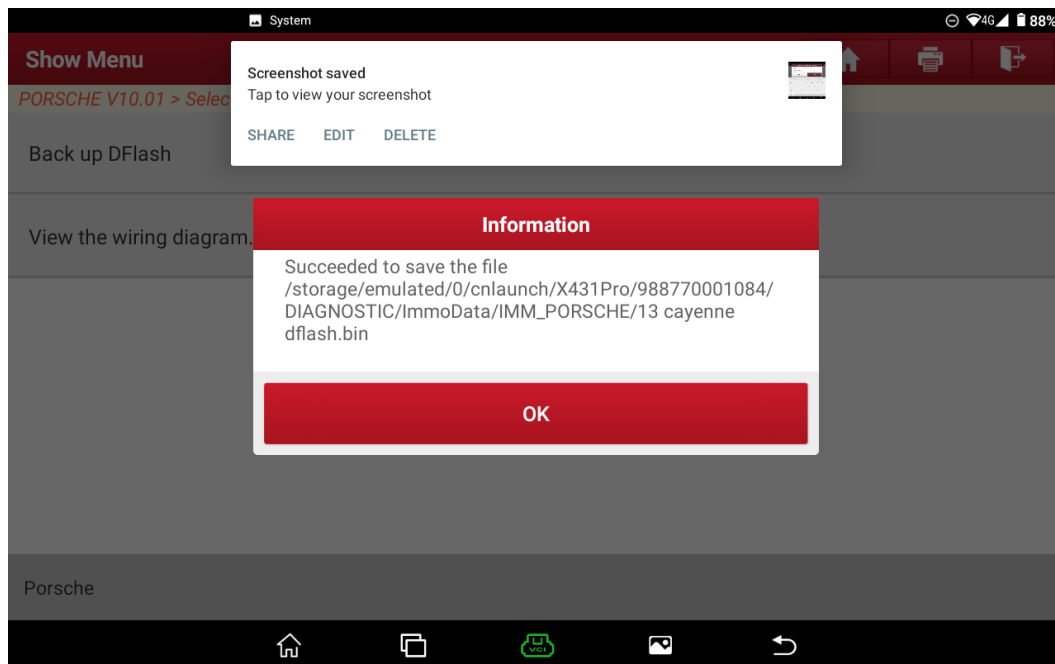 System
4G
88%
Show Menu
Screenshot saved
Tap to view your screenshot
SHARE EDIT DELETE
PORSCHE V10.01 > Selec
Back up DFlash
View the wiring diagram.
Information
Succeeded to save the file
/storage/emulated/0/cnlaunch/X431Pro/988770001084/
DIAGNOSTIC/ImmoData/IMM_PORSCHE/13 cayenne
dflash.bin
OK
Porsche
VCI